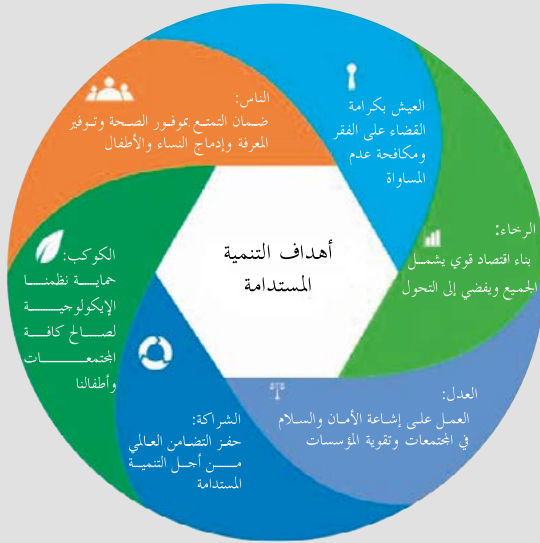 أهداف التنمية
المستدامة
العيش بكرامة
القضاء على الفقر
ومكافحة عدم
المساواة
الرخاء:
بناء اقتصاد قوي يشمل
الجميع ويفضي إلى التحول
العدل:
العمل على إشاعة الأمان والسلام
في المجتمعات وتقوية المؤسسات
الشراكة:
حفز التضامن العالمي
من أجل التنمية
المستدامة
الكوكب:
حماية نظمنا
الإيكولوجية
لصالح كافة
المجتمعات
وأطفالنا
الناس:
ضمان التمتع بموفور الصحة وتوفير
المعرفة وإدماج النساء والأطفال